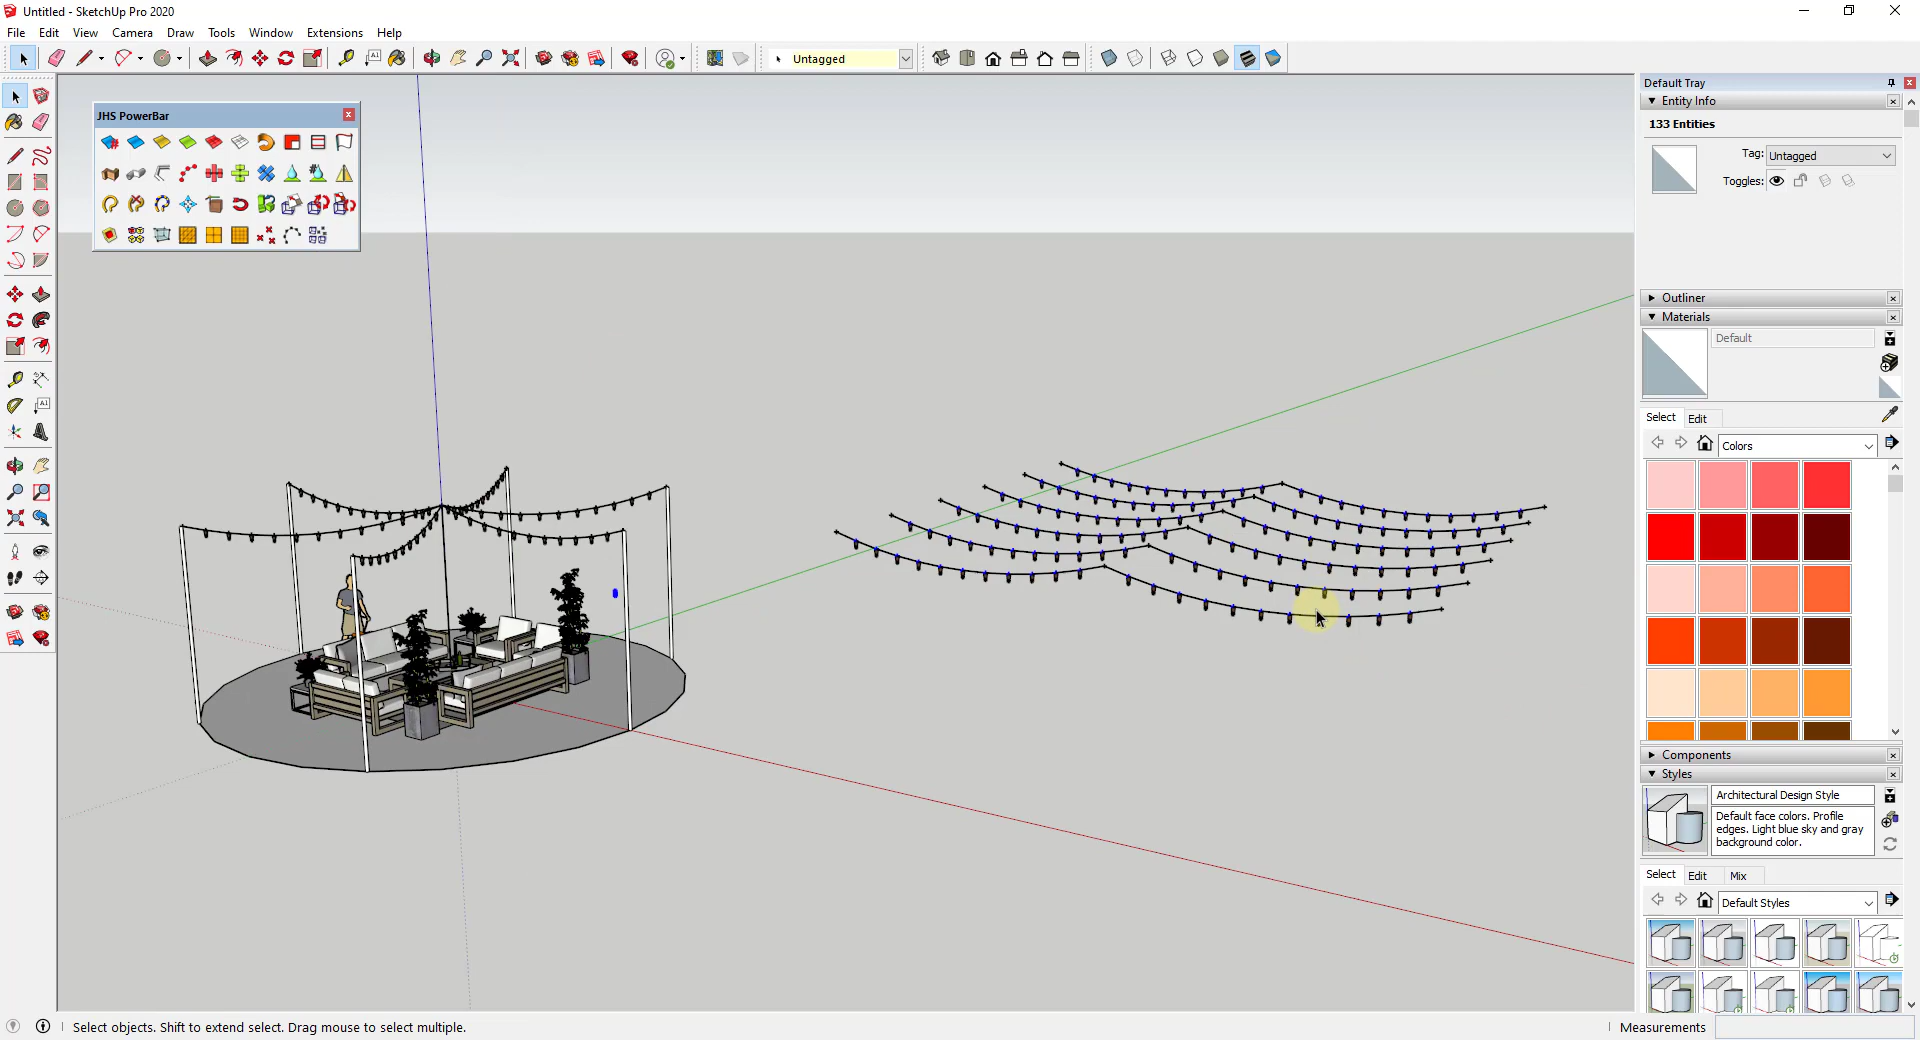 Untitled - SketchUp Pro 2020
File Edit View Camera Draw Tools Window Extensions Help
Untagged
JHS PowerBar
Default Tray
Entity Info
133 Entities
Tag: Untagged
Toggles:
Outliner
Materials
Default
Select Edit
Colors
Components
Styles
Architectural Design Style
Default face colors. Profile
edges. Light blue sky and gray
background color.
Select Edit Mix
Default Styles
Select objects. Shift to extend select. Drag mouse to select multiple.
Measurements